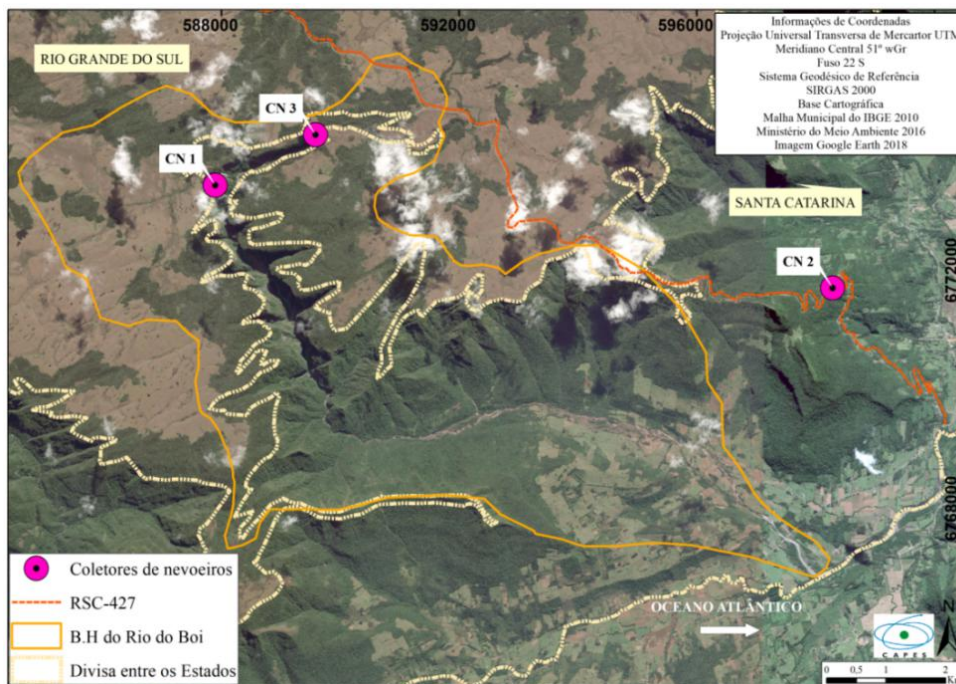 588000
592000
596000
RIO GRANDE DO SUL
Informações de Coordenadas
Projeção Universal Transversa de Mercartor UTM
Meridiano Central 51º wGr
Fuso 22 S
Sistema Geodésico de Referência
SIRGAS 2000
Base Cartográfica
Malha Municipal do IBGE 2010
Ministério do Meio Ambiente 2016
Imagem Google Earth 2018
CN 3
CN 1
SANTA CATARINA
CN 2
6772000
6768000
Coletores de nevoeiros
RSC-427
B.H do Rio do Boi
Divisa entre os Estados
OCEANO ATLÂNTICO
N
CAPES
0 0,5 1 2
Km